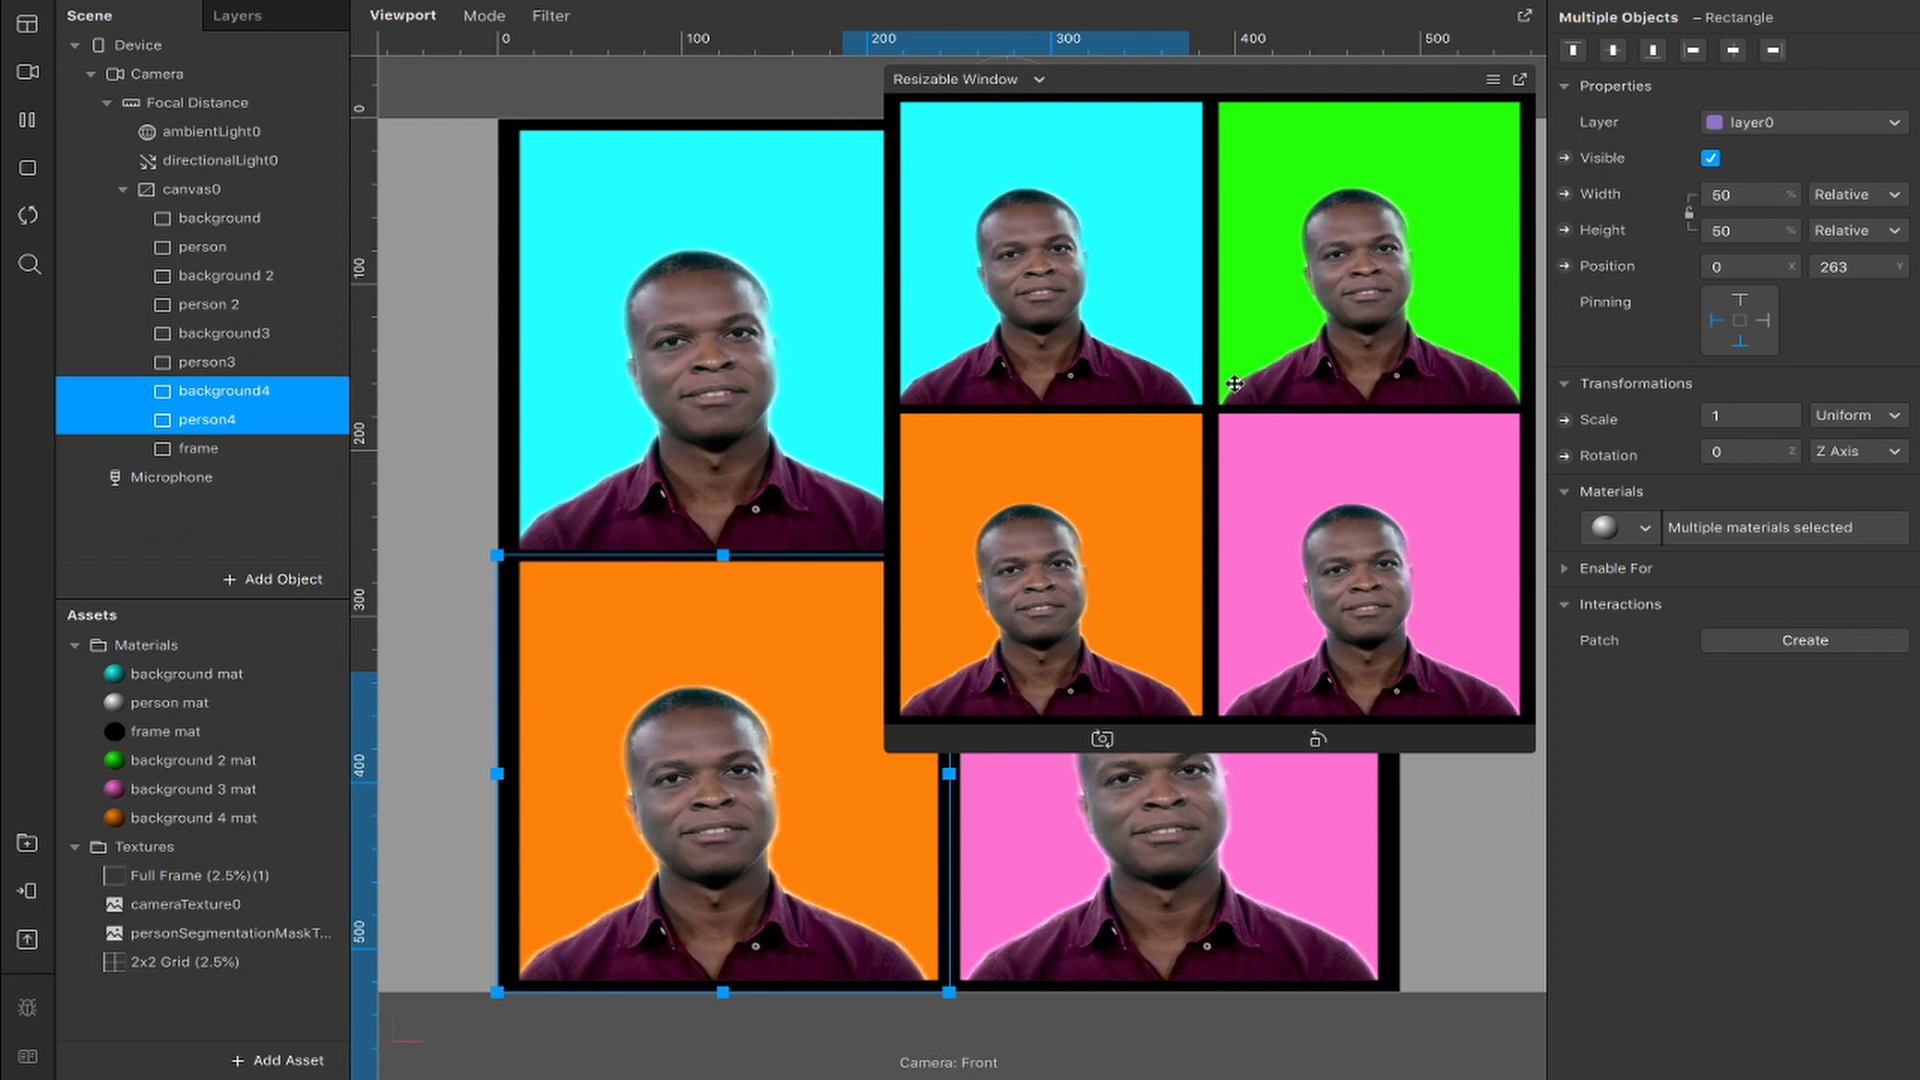 Scene
Layers
Device
Camera
Focal Distance
ambientLight0
directionalLight0
canvas0
background
person
background 2
person 2
background3
person3
background4
person4
frame
Microphone
+ Add Object
Assets
Materials
background mat
person mat
frame mat
background 2 mat
background 3 mat
background 4 mat
Textures
Full Frame (2.5%)(1)
cameraTexture0
personSegmentationMaskT...
2x2 Grid (2.5%)
+ Add Asset
Viewport Mode Filter
0 100 200 300 400 500
0
100
200
300
400
500
Resizable Window
Camera: Front
Multiple Objects – Rectangle
Properties
Layer layer0
Visible
Width 50 % Relative
Height 50 % Relative
Position 0 X 263 Y
Pinning
Transformations
Scale 1 Uniform
Rotation 0 Z Z Axis
Materials
Multiple materials selected
Enable For
Interactions
Patch Create